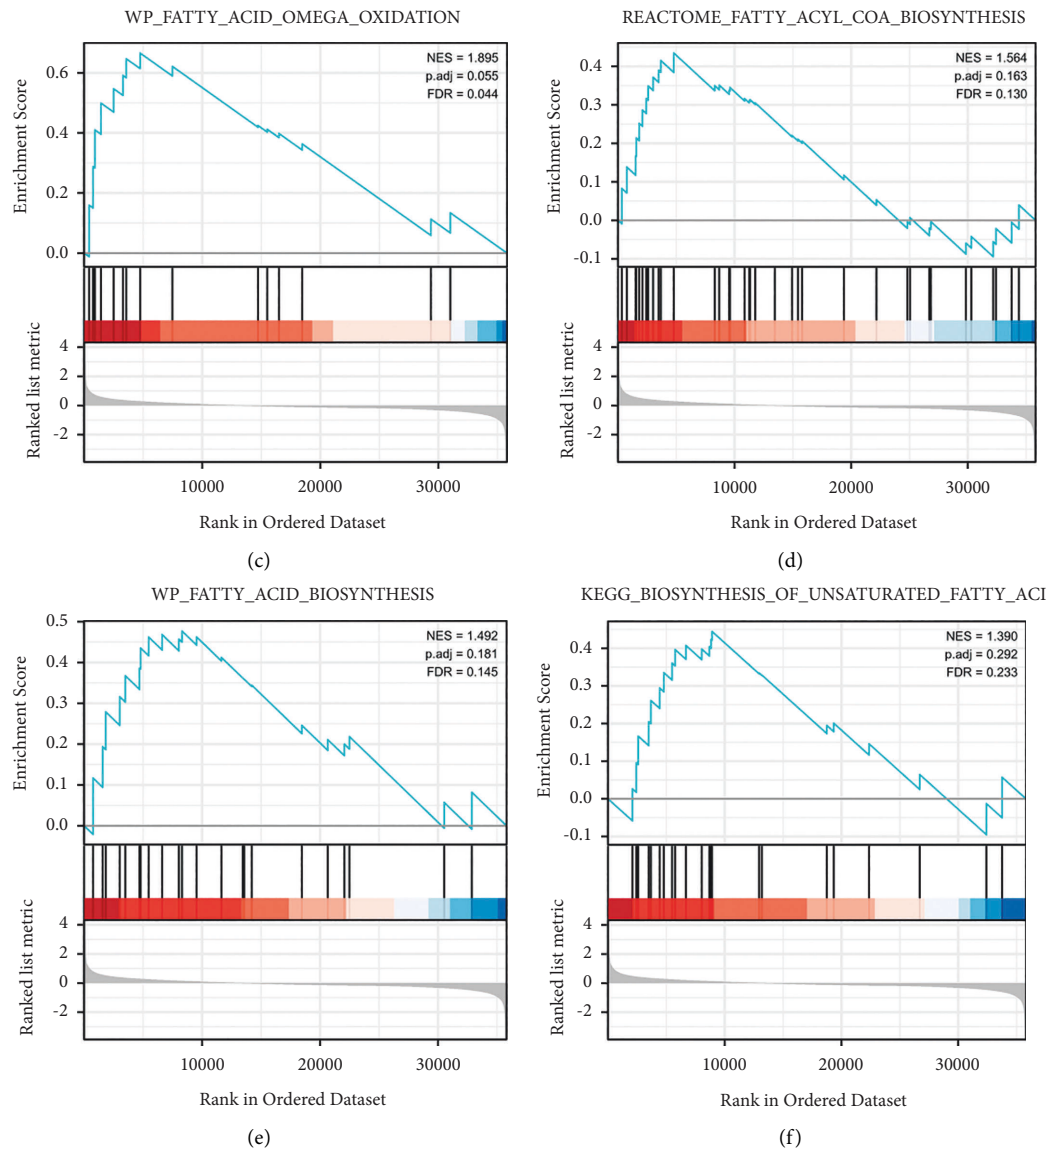 WP_FATTY_ACID_OMEGA_OXIDATION
NES = 1.895
p.adj = 0.055
FDR = 0.044
Enrichment Score
0.6
0.4
0.2
0.0
Ranked list metric
4
2
0
-2
10000 20000 30000
Rank in Ordered Dataset
(c)
REACTOME_FATTY_ACYL_COA_BIOSYNTHESIS
NES = 1.564
p.adj = 0.163
FDR = 0.130
Enrichment Score
0.4
0.3
0.2
0.1
0.0
-0.1
Ranked list metric
4
2
0
-2
10000 20000 30000
Rank in Ordered Dataset
(d)
WP_FATTY_ACID_BIOSYNTHESIS
NES = 1.492
p.adj = 0.181
FDR = 0.145
Enrichment Score
0.5
0.4
0.3
0.2
0.1
0.0
Ranked list metric
4
2
0
-2
10000 20000 30000
Rank in Ordered Dataset
(e)
KEGG_BIOSYNTHESIS_OF_UNSATURATED_FATTY_ACI
NES = 1.390
p.adj = 0.292
FDR = 0.233
Enrichment Score
0.4
0.3
0.2
0.1
0.0
-0.1
Ranked list metric
4
2
0
-2
10000 20000 30000
Rank in Ordered Dataset
(f)